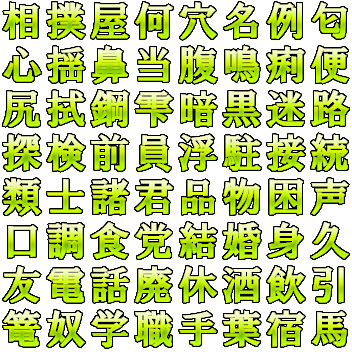 相撲屋何穴名例匂
心揺鼻当腹鳴痢便
尻拭鋼雫暗黒迷路
探検前員浮駐接続
類士諸君品物困声
口調食党結婚身久
友電話廃休酒飲引
篭奴学職手葉宿馬